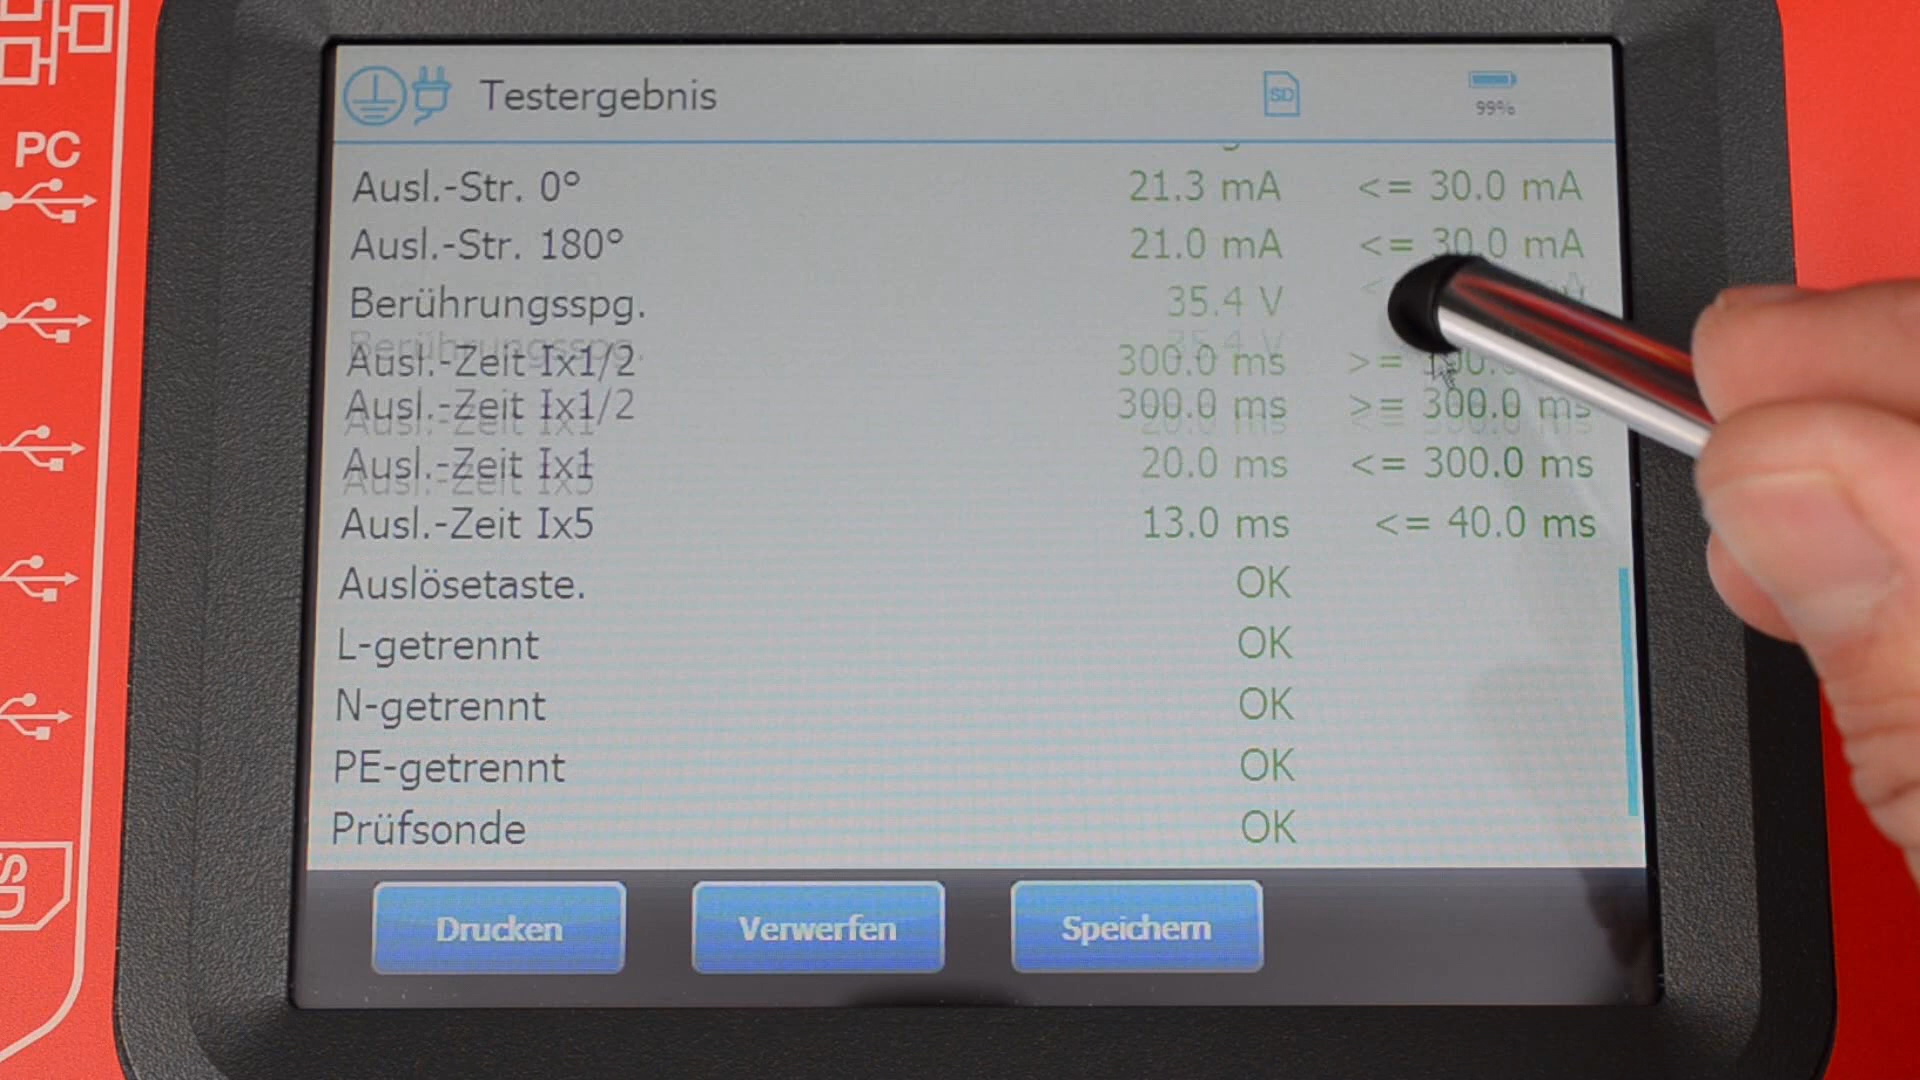 PC
SD
Testergebnis
SD
99%
Ausl.-Str. 0° 21.3 mA <= 30.0 mA
Ausl.-Str. 180° 21.0 mA <= 30.0 mA
Berührungsspg. 35.4 V
Ausl.-Zeit Ix1/2 300.0 ms >=
Ausl.-Zeit Ix1/2 300.0 ms >= 300.0 ms
Ausl.-Zeit Ix1 20.0 ms <= 300.0 ms
Ausl.-Zeit Ix5 13.0 ms <= 40.0 ms
Auslösetaste. OK
L-getrennt OK
N-getrennt OK
PE-getrennt OK
Prüfsonde OK
Drucken Verwerfen Speichern